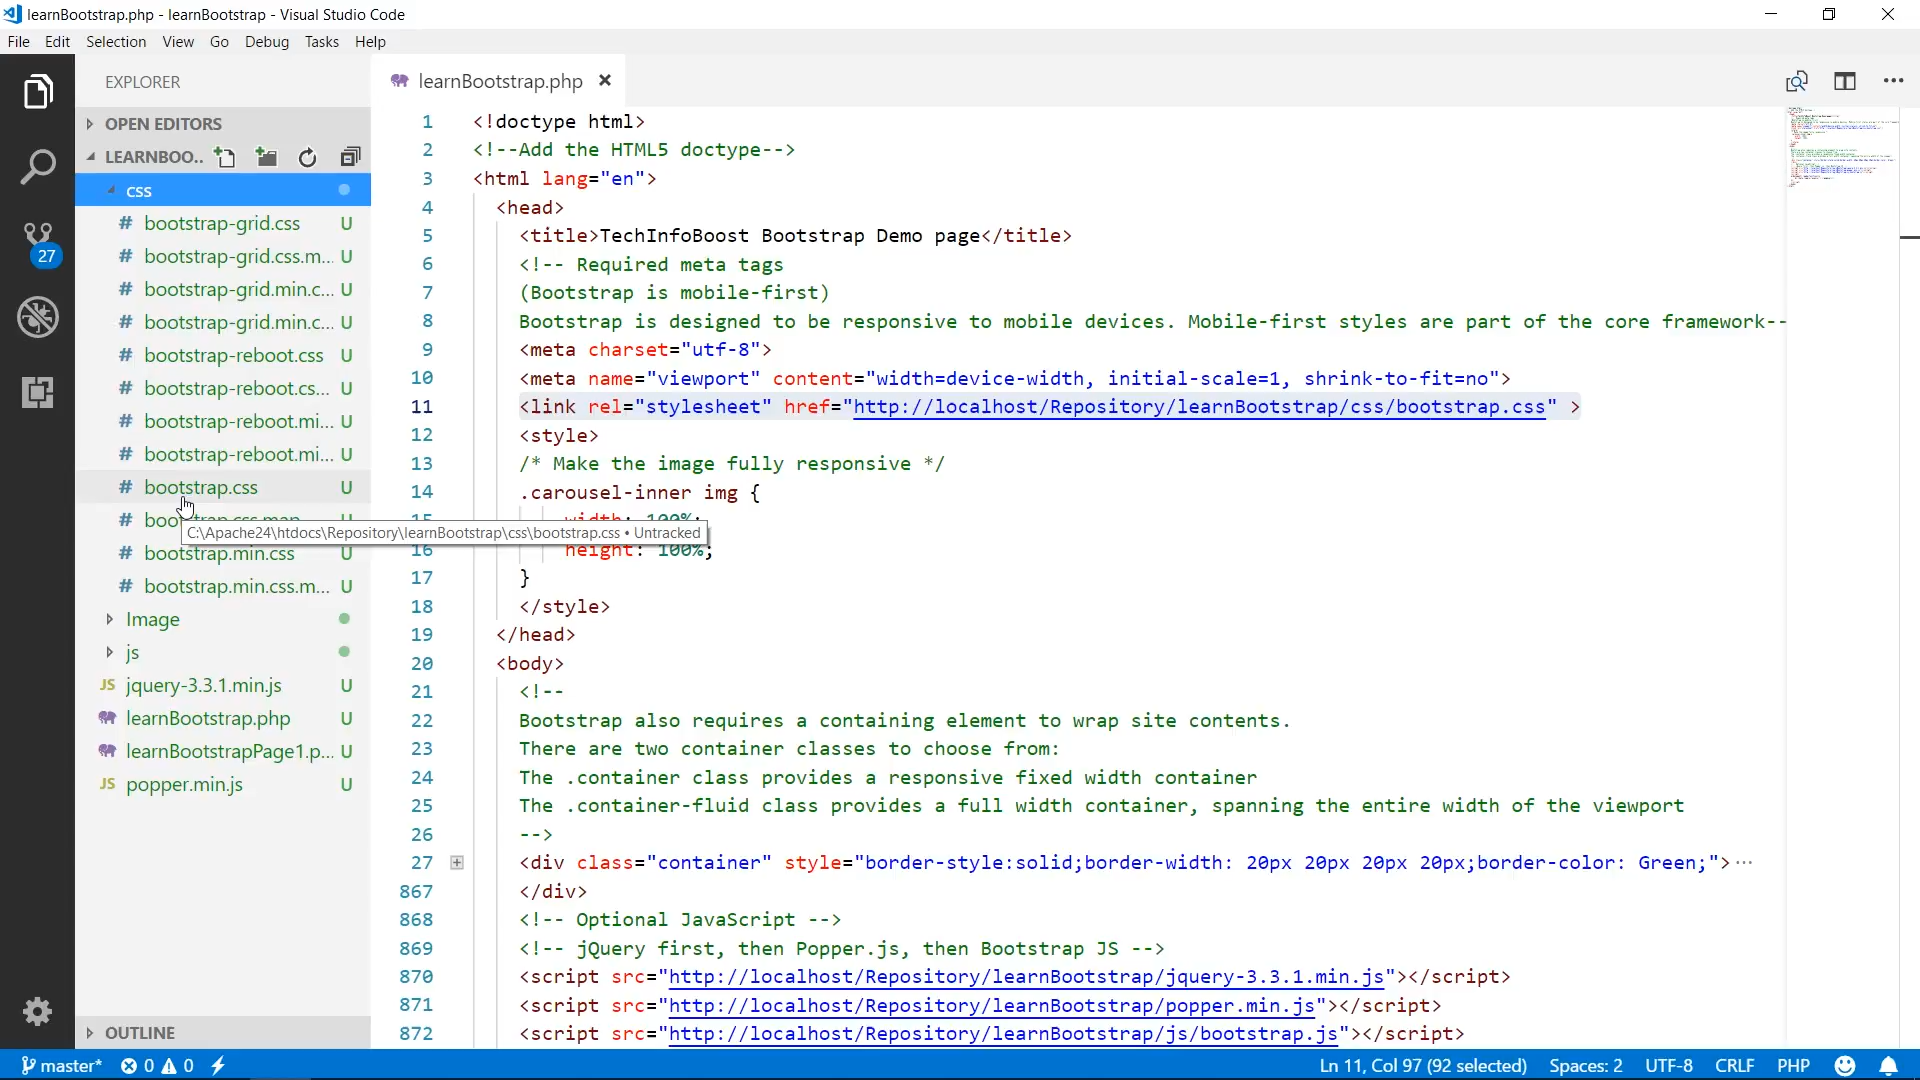 learnBootstrap.php - learnBootstrap - Visual Studio Code
File Edit Selection View Go Debug Tasks Help
EXPLORER
learnBootstrap.php
OPEN EDITORS
LEARNBOO..
css
# bootstrap-grid.css U
# bootstrap-grid.css.m... U
# bootstrap-grid.min.c... U
# bootstrap-grid.min.c... U
# bootstrap-reboot.css U
# bootstrap-reboot.cs... U
# bootstrap-reboot.mi... U
# bootstrap-reboot.mi... U
# bootstrap.css U
# bootstrap.css.map U
C:\Apache24\htdocs\Repository\learnBootstrap\css\bootstrap.css • Untracked
# bootstrap.min.css U
# bootstrap.min.css.m... U
Image
js
JS jquery-3.3.1.min.js U
learnBootstrap.php U
learnBootstrapPage1.p... U
JS popper.min.js U
OUTLINE
27
1 <!doctype html>
2 <!--Add the HTML5 doctype-->
3 <html lang="en">
4 <head>
5 <title>TechInfoBoost Bootstrap Demo page</title>
6 <!-- Required meta tags
7 (Bootstrap is mobile-first)
8 Bootstrap is designed to be responsive to mobile devices. Mobile-first styles are part of the core framework--
9 <meta charset="utf-8">
10 <meta name="viewport" content="width=device-width, initial-scale=1, shrink-to-fit=no">
11 <link rel="stylesheet" href="http://localhost/Repository/learnBootstrap/css/bootstrap.css" >
12 <style>
13 /* Make the image fully responsive */
14 .carousel-inner img {
15 width: 100%;
16 height: 100%;
17 }
18 </style>
19 </head>
20 <body>
21 <!--
22 Bootstrap also requires a containing element to wrap site contents.
23 There are two container classes to choose from:
24 The .container class provides a responsive fixed width container
25 The .container-fluid class provides a full width container, spanning the entire width of the viewport
26 -->
27 <div class="container" style="border-style:solid;border-width: 20px 20px 20px 20px;border-color: Green;">...
867 </div>
868 <!-- Optional JavaScript -->
869 <!-- jQuery first, then Popper.js, then Bootstrap JS -->
870 <script src="http://localhost/Repository/learnBootstrap/jquery-3.3.1.min.js"></script>
871 <script src="http://localhost/Repository/learnBootstrap/popper.min.js"></script>
872 <script src="http://localhost/Repository/learnBootstrap/js/bootstrap.js"></script>
master* 0 0 Ln 11, Col 97 (92 selected) Spaces: 2 UTF-8 CRLF PHP